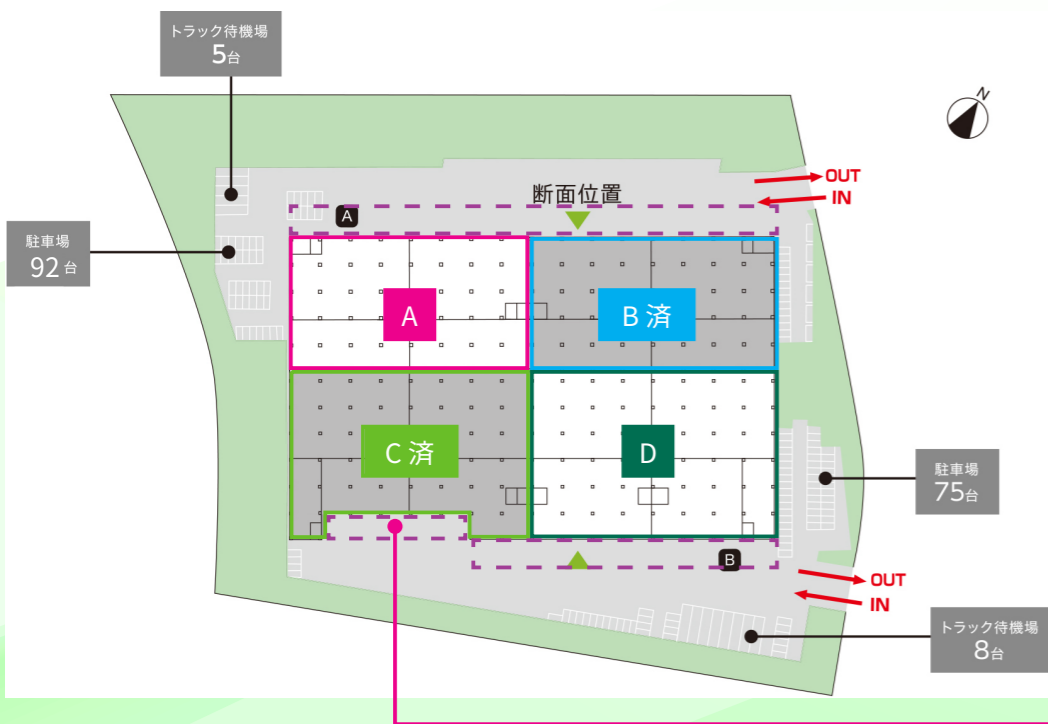 トラック待機場
5台
N
断面位置
OUT
IN
A
駐車場
92台
A
B 済
C 済
D
駐車場
75台
B
OUT
IN
トラック待機場
8台